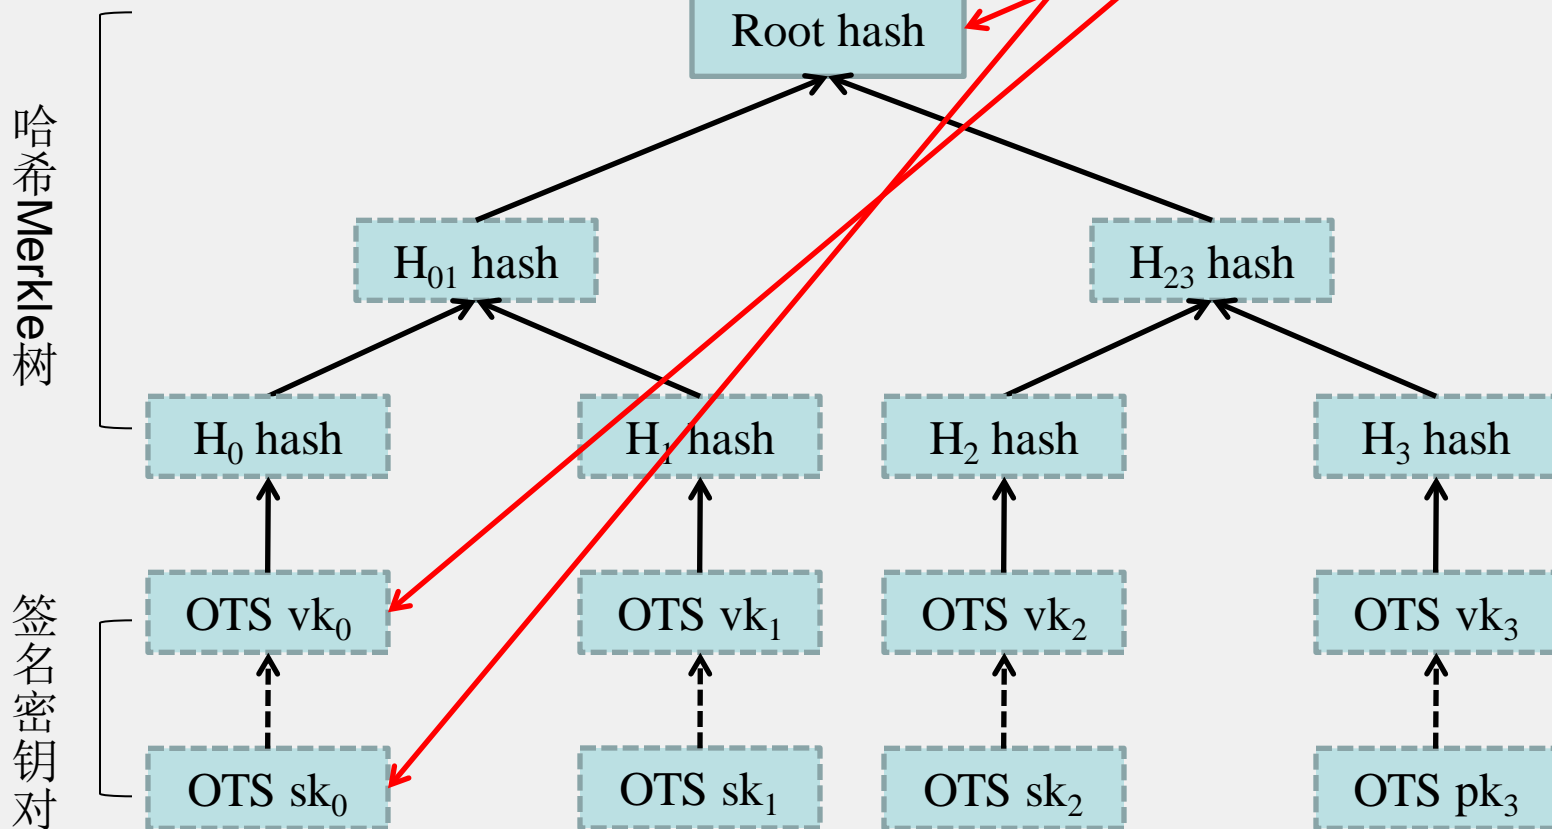 Root hash
哈希Merkle树
H₀₁ hash
H₂₃ hash
H₀ hash
H₁ hash
H₂ hash
H₃ hash
签名密钥对
OTS vk₀
OTS vk₁
OTS vk₂
OTS vk₃
OTS sk₀
OTS sk₁
OTS sk₂
OTS pk₃